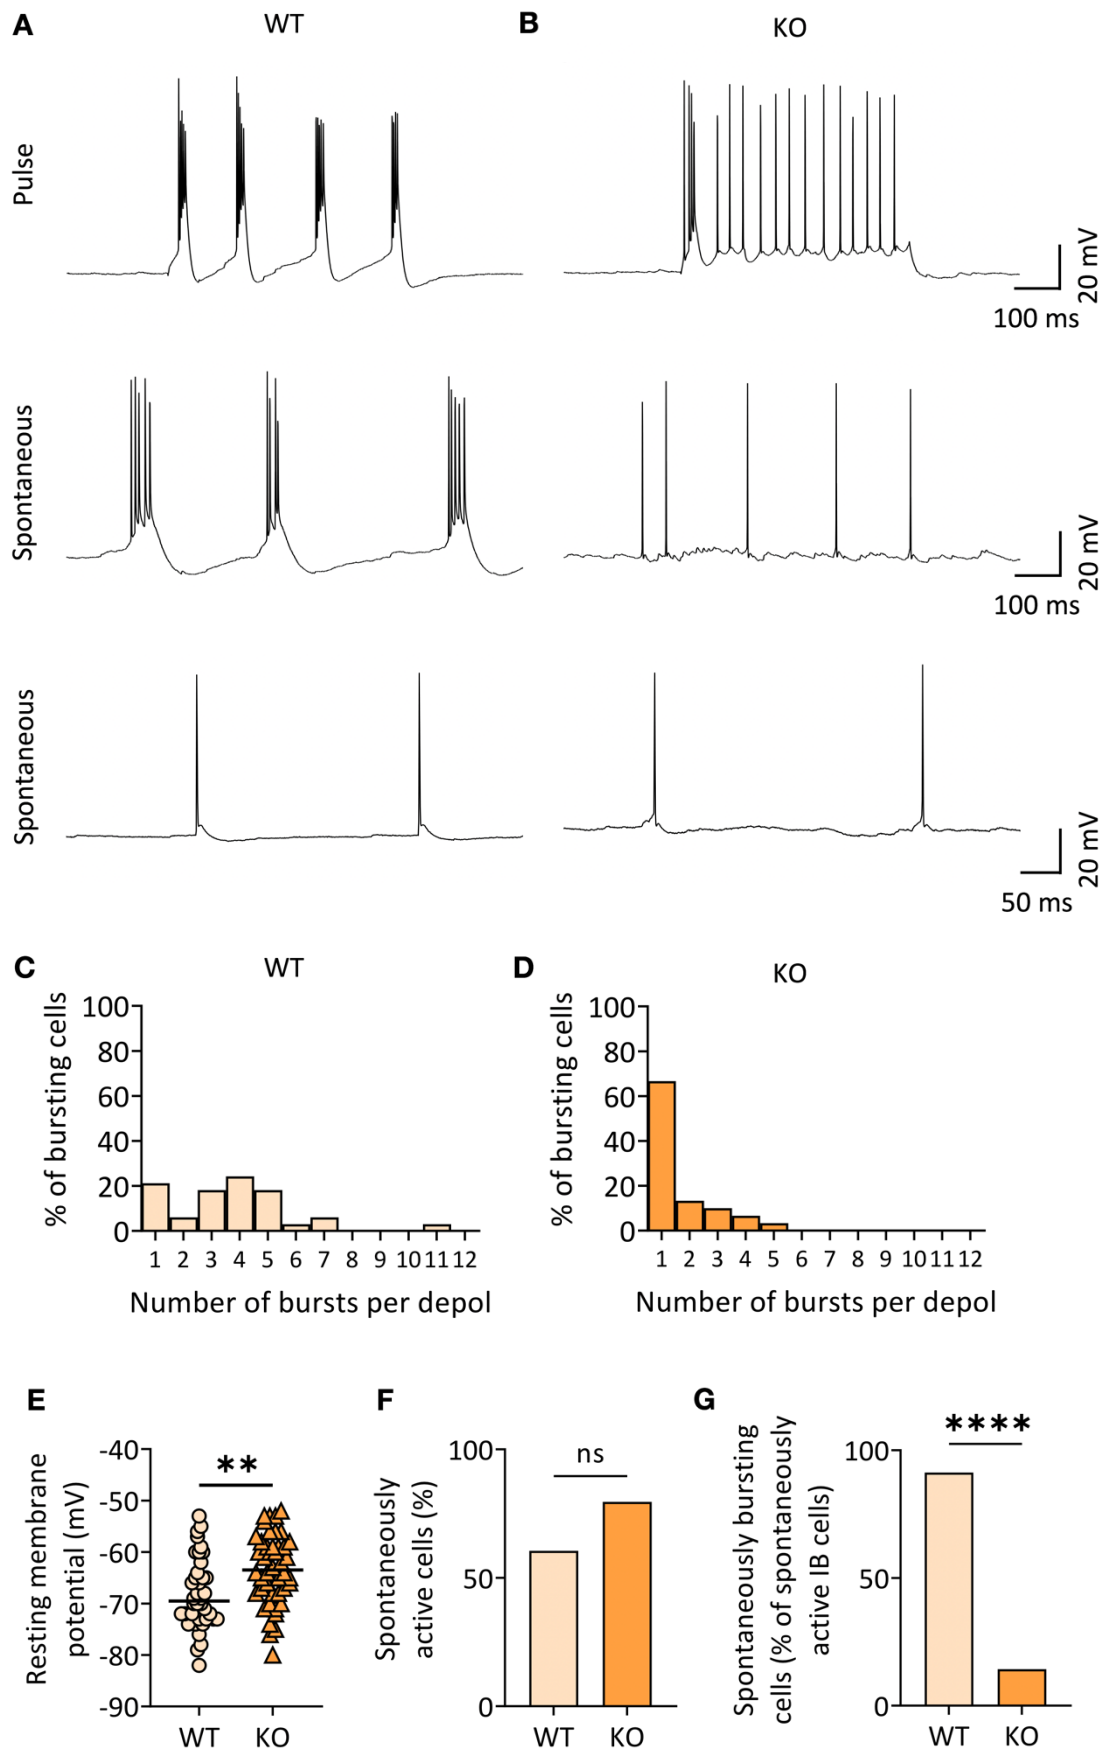 A
WT
B
KO
Pulse
20 mV
100 ms
Spontaneous
20 mV
100 ms
Spontaneous
20 mV
50 ms
C
WT
D
KO
% of bursting cells
100
80
60
40
20
0
1 2 3 4 5 6 7 8 9 10 11 12
Number of bursts per depol
% of bursting cells
100
80
60
40
20
0
1 2 3 4 5 6 7 8 9 10 11 12
Number of bursts per depol
E
Resting membrane
potential (mV)
-40
-50
-60
-70
-80
-90
**
WT KO
F
Spontaneously
active cells (%)
100
50
0
ns
WT KO
G
Spontaneously bursting
cells (% of spontaneously
active IB cells)
100
50
0
****
WT KO